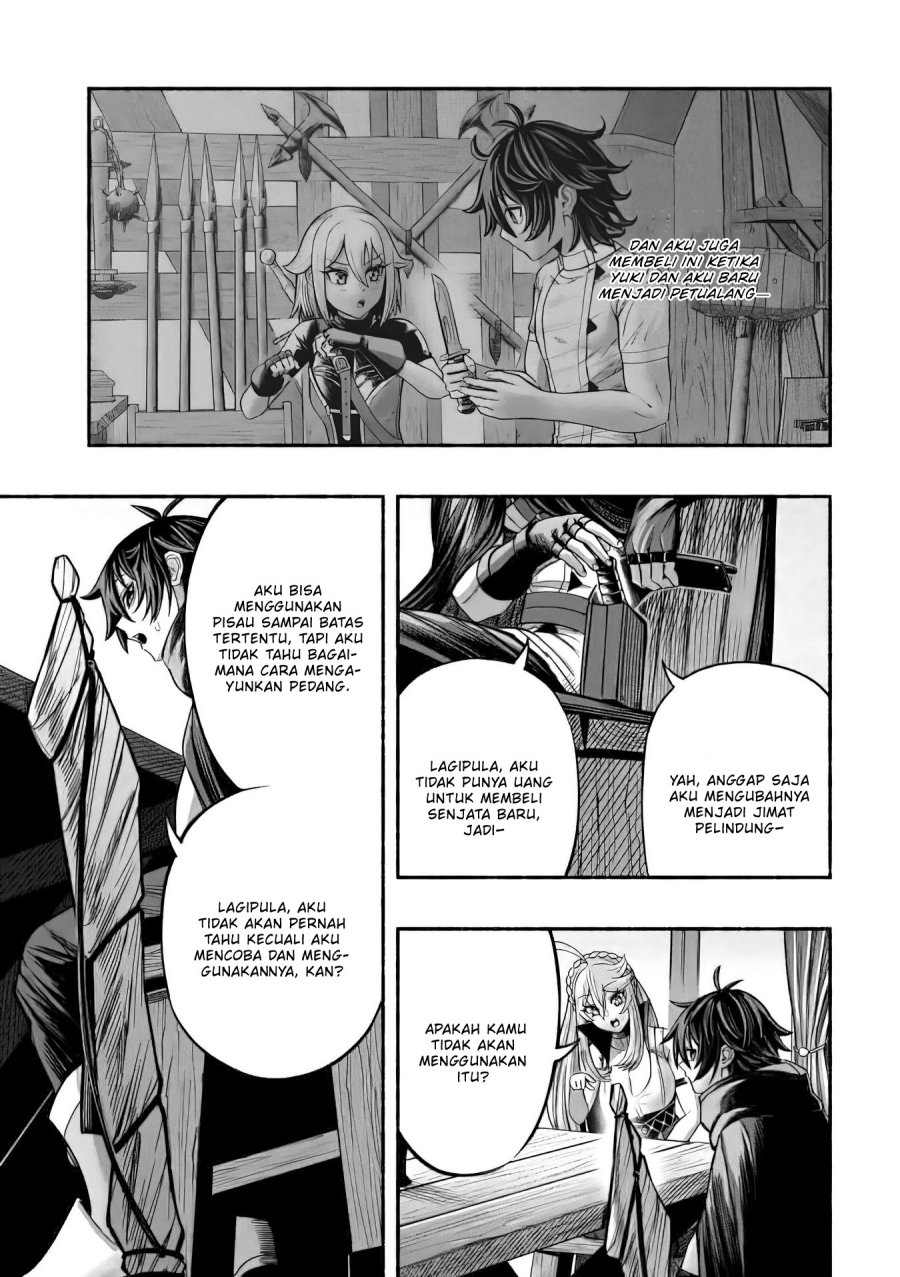 DAN AKU JUGA
MEMBELI INI KETIKA
YUKI DAN AKU BARU
MENJADI PETUALANG—
YAH, ANGGAP SAJA
AKU MENGUBAHNYA
MENJADI JIMAT
PELINDUNG—
LAGIPULA, AKU
TIDAK PUNYA UANG
UNTUK MEMBELI
SENJATA BARU,
JADI—
APAKAH KAMU
TIDAK AKAN
MENGGUNAKAN
ITU?
AKU BISA
MENGGUNAKAN
PISAU SAMPAI BATAS
TERTENTU, TAPI AKU
TIDAK TAHU BAGAI-
MANA CARA MENGA-
YUNKAN PEDANG.
LAGIPULA, AKU
TIDAK AKAN PERNAH
TAHU KECUALI AKU
MENCOBA DAN MENG-
GUNAKANNYA, KAN?